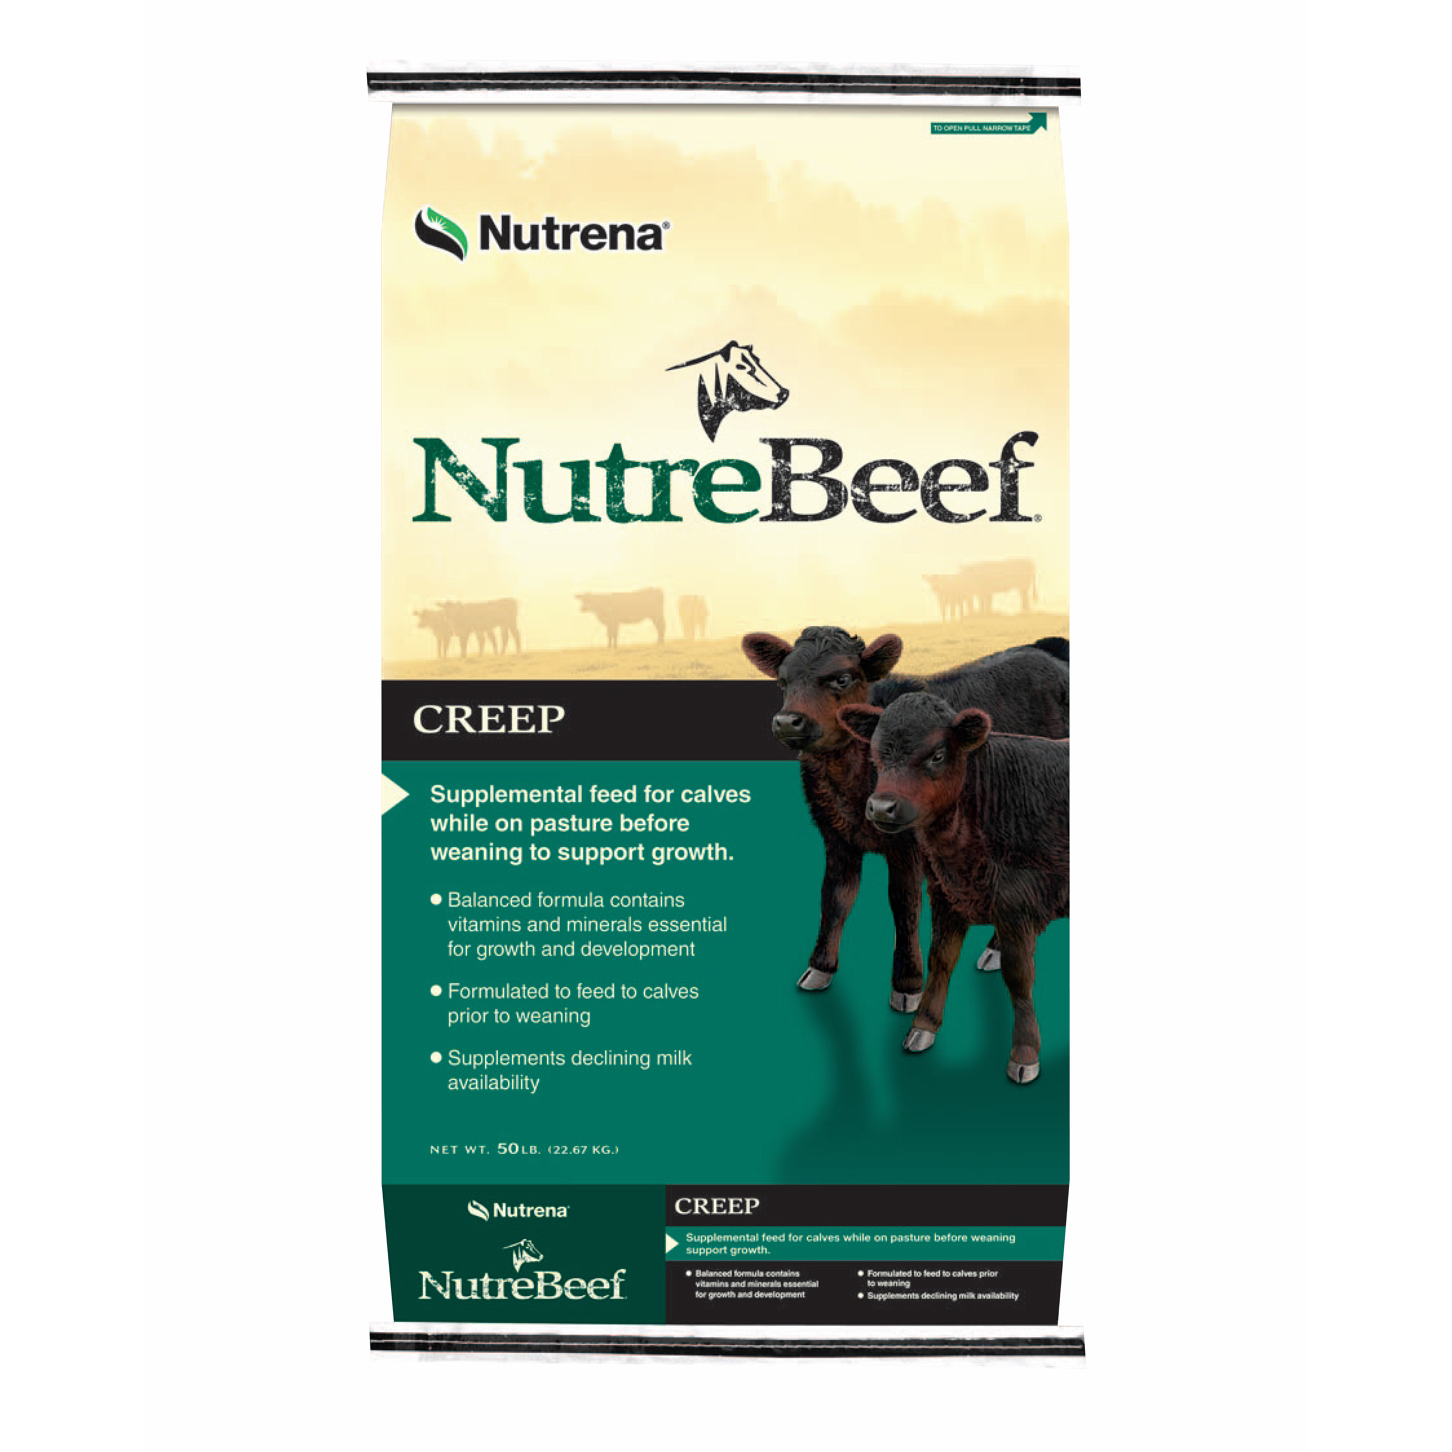 TO OPEN PULL NARROW TAPE
Nutrena®
NutreBeef®
CREEP
Supplemental feed for calves
while on pasture before
weaning to support growth.
● Balanced formula contains
vitamins and minerals essential
for growth and development
● Formulated to feed to calves
prior to weaning
● Supplements declining milk
availability
NET WT. 50 LB. (22.67 KG.)
Nutrena®
NutreBeef
CREEP
Supplemental feed for calves while on pasture before weaning
support growth.
● Balanced formula contains
vitamins and minerals essential
for growth and development
● Formulated to feed to calves prior
to weaning
● Supplements declining milk availability